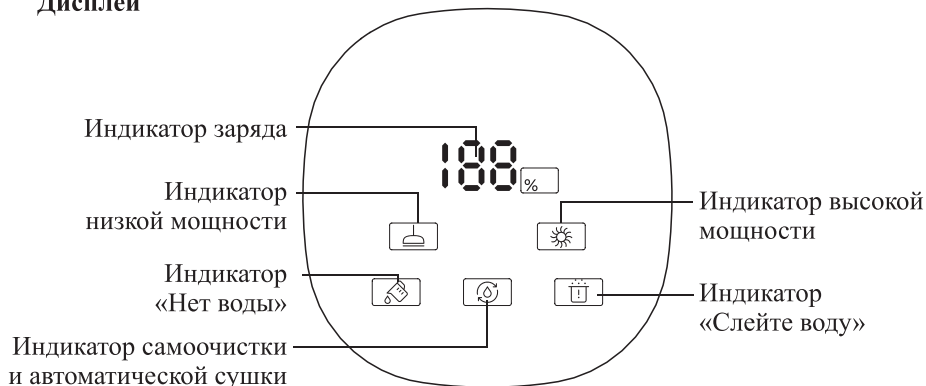 Дисплей
Индикатор заряда
188
%
Индикатор
низкой мощности
Индикатор высокой
мощности
Индикатор
«Нет воды»
Индикатор
«Слейте воду»
Индикатор самоочистки
и автоматической сушки